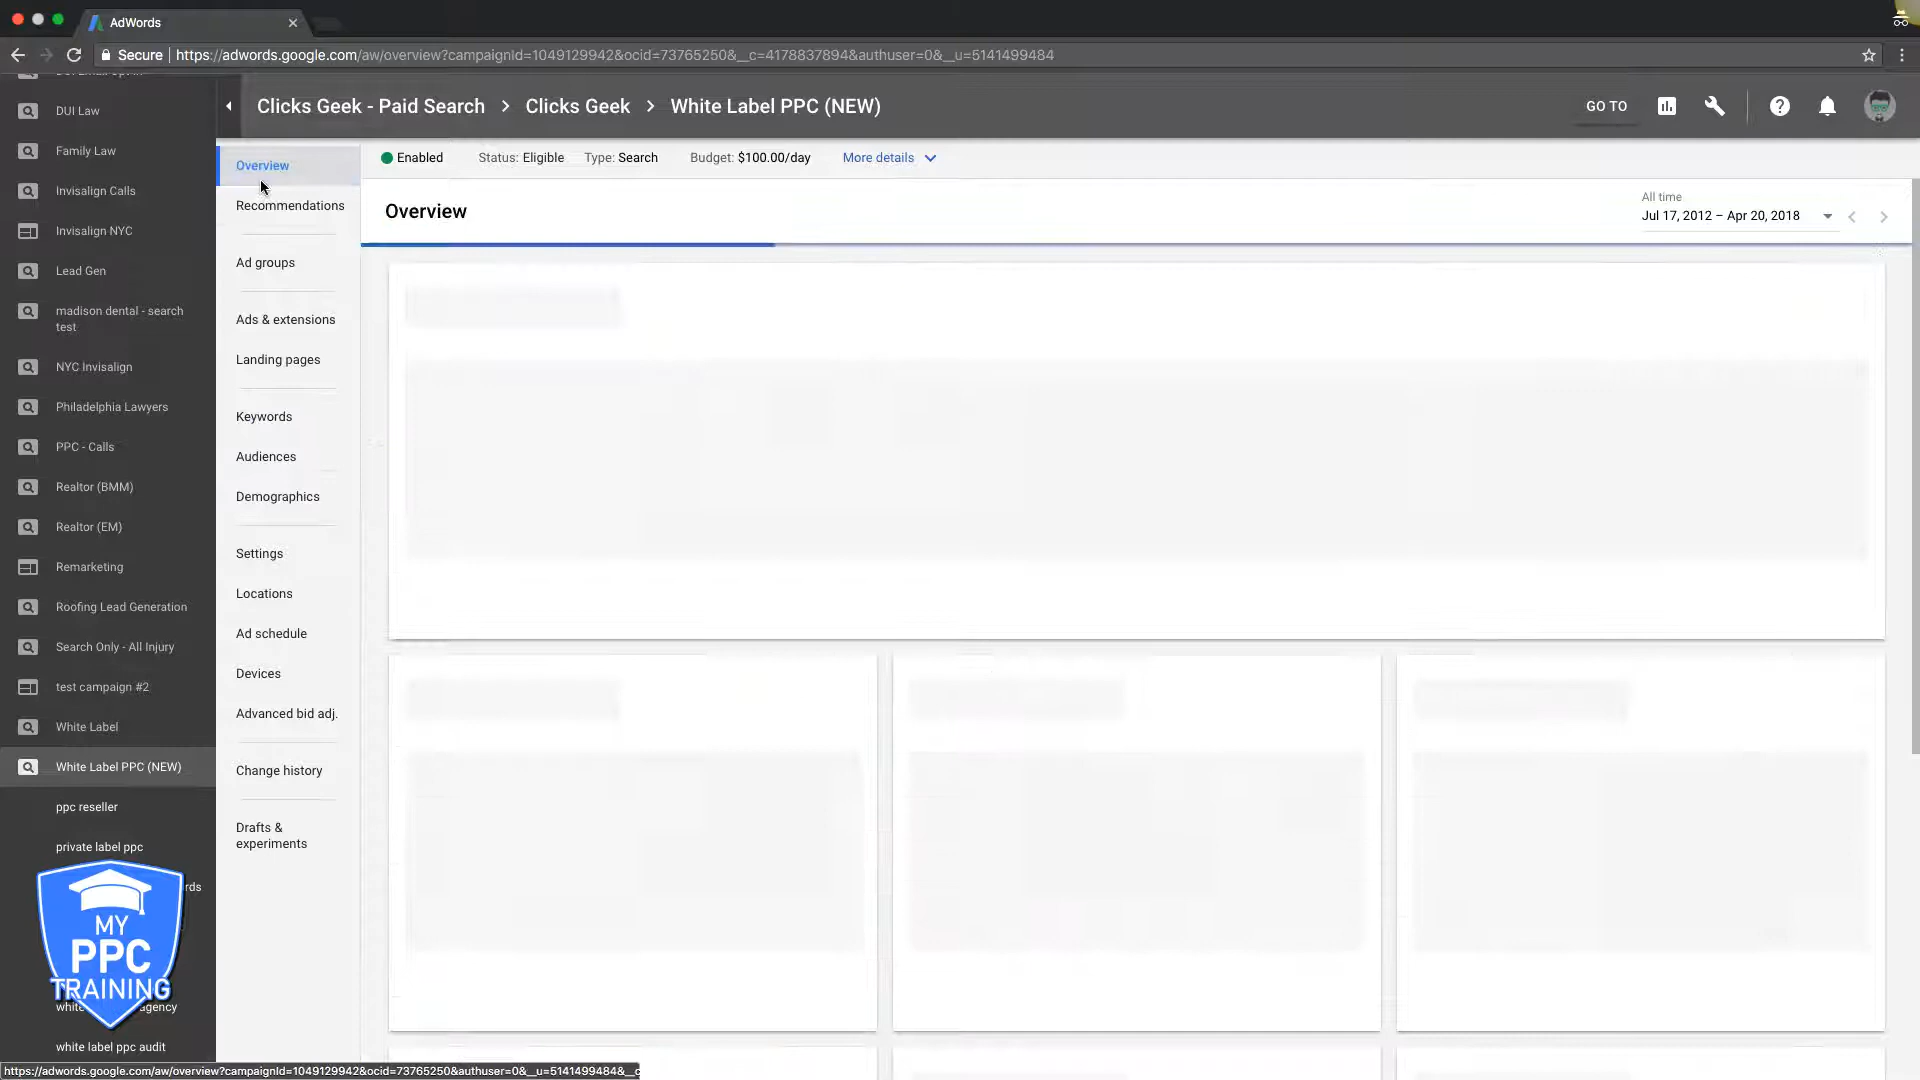 AdWords
Secure
https://adwords.google.com/aw/overview?campaignId=1049129942&ocid=73765250&__c=4178837894&authuser=0&__u=5141499484
Clicks Geek - Paid Search > Clicks Geek > White Label PPC (NEW)
GO TO
DUI Law
Family Law
Invisalign Calls
Invisalign NYC
Lead Gen
madison dental - search
test
NYC Invisalign
Philadelphia Lawyers
PPC - Calls
Realtor (BMM)
Realtor (EM)
Remarketing
Roofing Lead Generation
Search Only - All Injury
test campaign #2
White Label
White Label PPC (NEW)
ppc reseller
private label ppc
rds
MY
PPC
TRAINING
white
agency
white label ppc audit
Overview
Recommendations
Ad groups
Ads & extensions
Landing pages
Keywords
Audiences
Demographics
Settings
Locations
Ad schedule
Devices
Advanced bid adj.
Change history
Drafts &
experiments
Enabled
Status: Eligible
Type: Search
Budget: $100.00/day
More details
Overview
All time
Jul 17, 2012 – Apr 20, 2018
https://adwords.google.com/aw/overview?campaignId=1049129942&ocid=73765250&authuser=0&__u=5141499484&__c